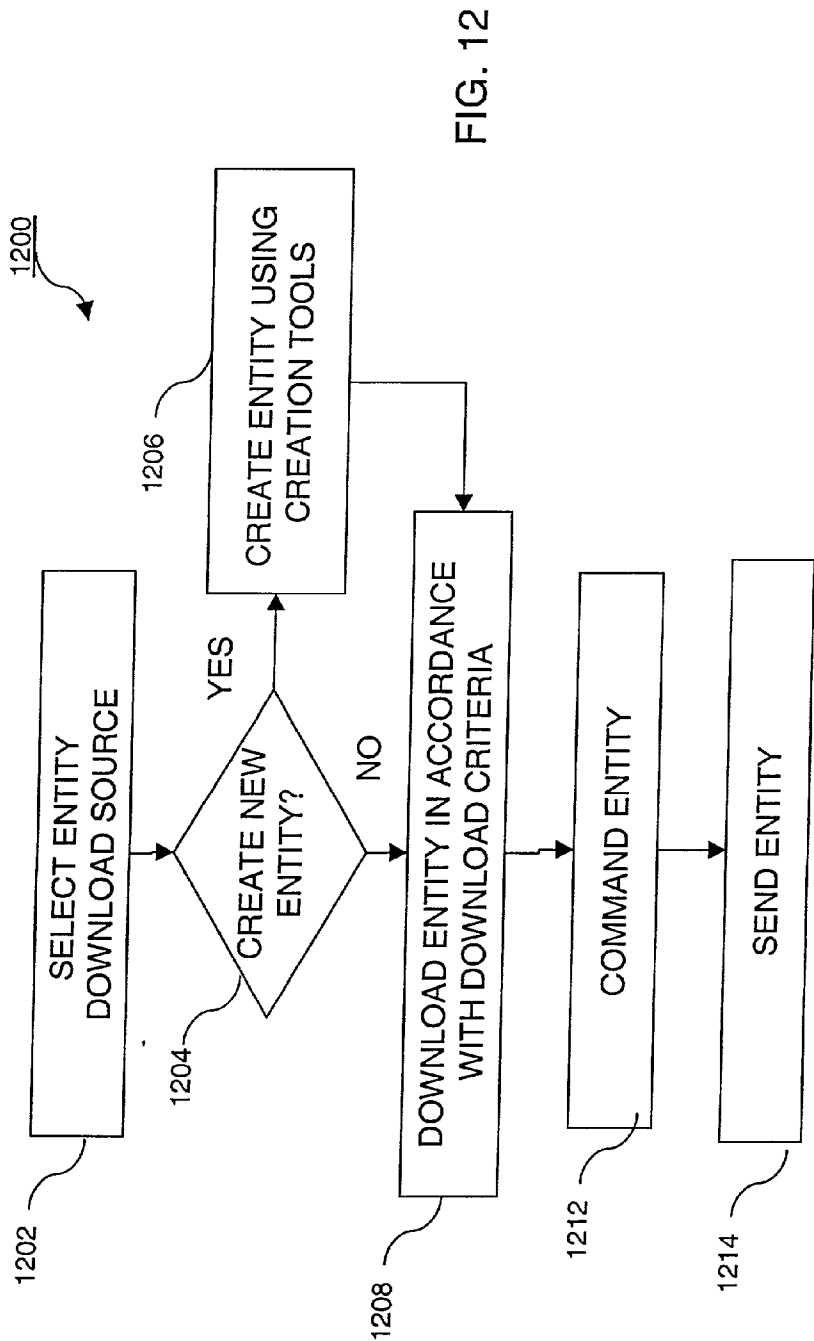 1200
1202
SELECT ENTITY
DOWNLOAD SOURCE
1204
CREATE NEW
ENTITY?
YES
NO
1206
CREATE ENTITY USING
CREATION TOOLS
1208
DOWNLOAD ENTITY IN ACCORDANCE
WITH DOWNLOAD CRITERIA
1212
COMMAND ENTITY
1214
SEND ENTITY
FIG. 12